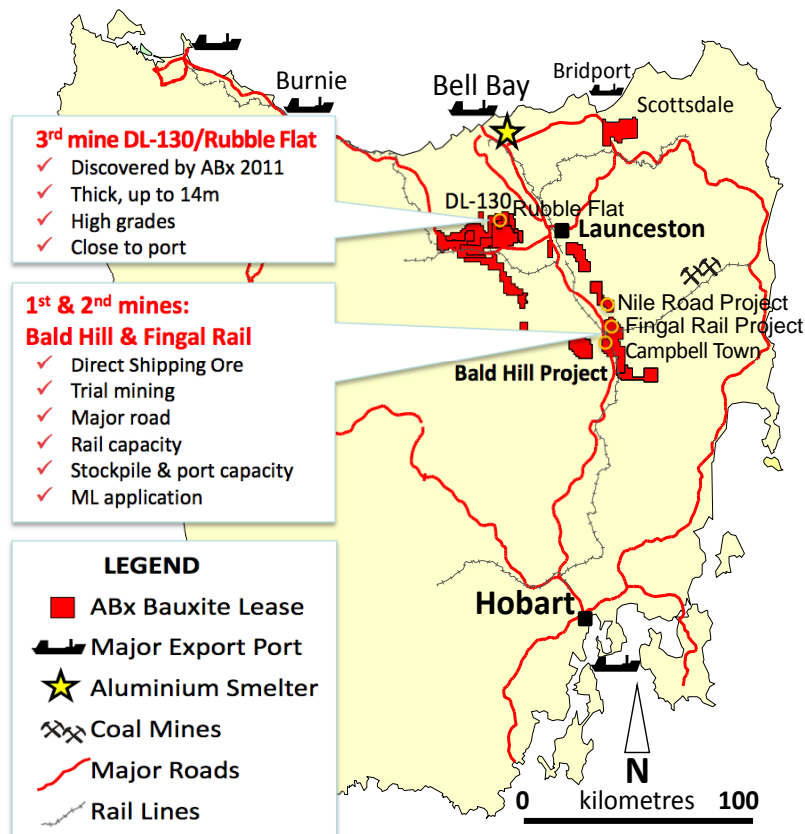 Burnie
Bell Bay
Bridport
Scottsdale
3rd mine DL-130/Rubble Flat
✓ Discovered by ABx 2011
✓ Thick, up to 14m
✓ High grades
✓ Close to port
DL-130
Rubble Flat
Launceston
1st & 2nd mines:
Bald Hill & Fingal Rail
✓ Direct Shipping Ore
✓ Trial mining
✓ Major road
✓ Rail capacity
✓ Stockpile & port capacity
✓ ML application
Nile Road Project
Fingal Rail Project
Campbell Town
Bald Hill Project
LEGEND
ABx Bauxite Lease
Major Export Port
Aluminium Smelter
Coal Mines
Major Roads
Rail Lines
Hobart
N
0 kilometres 100